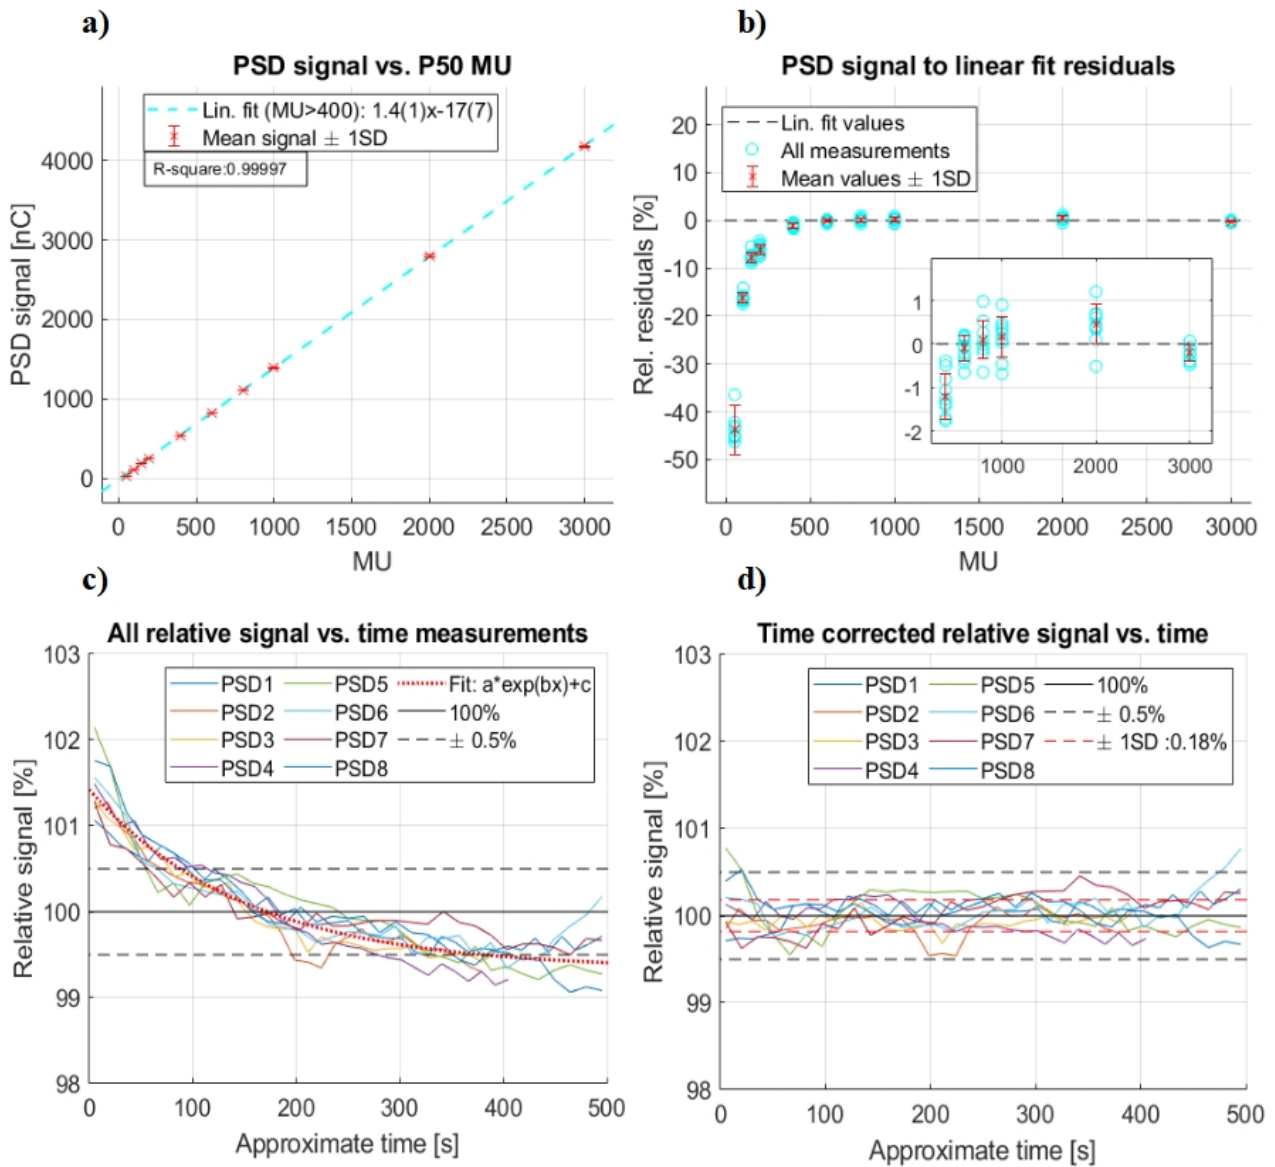 a)
PSD signal vs. P50 MU
Lin. fit (MU>400): 1.4(1)x-17(7)
Mean signal ± 1SD
R-square:0.99997
PSD signal [nC]
4000
3000
2000
1000
0
0 500 1000 1500 2000 2500 3000
MU
b)
PSD signal to linear fit residuals
Lin. fit values
All measurements
Mean values ± 1SD
Rel. residuals [%]
20
10
0
-10
-20
-30
-40
-50
1
0
-1
-2
1000 2000 3000
0 500 1000 1500 2000 2500 3000
MU
c)
All relative signal vs. time measurements
PSD1 PSD5 Fit: a*exp(bx)+c
PSD2 PSD6 100%
PSD3 PSD7 ± 0.5%
PSD4 PSD8
Relative signal [%]
103
102
101
100
99
98
0 100 200 300 400 500
Approximate time [s]
d)
Time corrected relative signal vs. time
PSD1 PSD5 100%
PSD2 PSD6 ± 0.5%
PSD3 PSD7 ± 1SD :0.18%
PSD4 PSD8
Relative signal [%]
103
102
101
100
99
98
0 100 200 300 400 500
Approximate time [s]